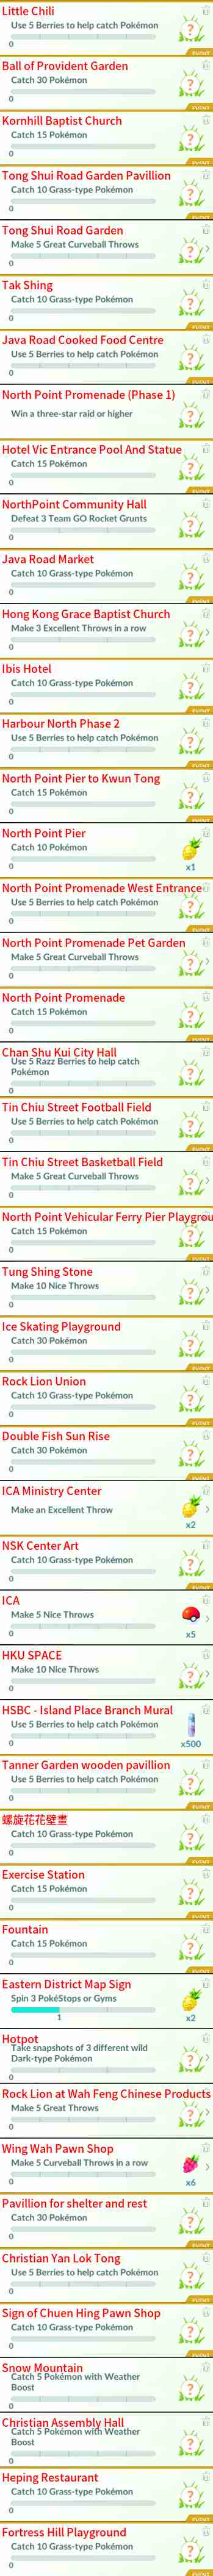 Little Chili
Use 5 Berries to help catch Pokémon
0
EVENT
Ball of Provident Garden
Catch 30 Pokémon
0
EVENT
Kornhill Baptist Church
Catch 15 Pokémon
0
EVENT
Tong Shui Road Garden Pavillion
Catch 10 Grass-type Pokémon
0
EVENT
Tong Shui Road Garden
Make 5 Great Curveball Throws
0
Tak Shing
Catch 10 Grass-type Pokémon
0
EVENT
Java Road Cooked Food Centre
Use 5 Berries to help catch Pokémon
0
EVENT
North Point Promenade (Phase 1)
Win a three-star raid or higher
Hotel Vic Entrance Pool And Statue
Catch 15 Pokémon
0
EVENT
NorthPoint Community Hall
Defeat 3 Team GO Rocket Grunts
0
Java Road Market
Catch 10 Grass-type Pokémon
0
EVENT
Hong Kong Grace Baptist Church
Make 3 Excellent Throws in a row
0
Ibis Hotel
Catch 10 Grass-type Pokémon
0
EVENT
Harbour North Phase 2
Use 5 Berries to help catch Pokémon
0
EVENT
North Point Pier to Kwun Tong
Catch 15 Pokémon
0
EVENT
North Point Pier
Catch 10 Pokémon
0
x1
North Point Promenade West Entrance
Use 5 Berries to help catch Pokémon
0
EVENT
North Point Promenade Pet Garden
Make 5 Great Curveball Throws
0
North Point Promenade
Catch 15 Pokémon
0
EVENT
Chan Shu Kui City Hall
Use 5 Razz Berries to help catch
Pokémon
0
Tin Chiu Street Football Field
Use 5 Berries to help catch Pokémon
0
EVENT
Tin Chiu Street Basketball Field
Make 5 Great Curveball Throws
0
North Point Vehicular Ferry Pier Playgrou
Catch 15 Pokémon
0
EVENT
Tung Shing Stone
Make 10 Nice Throws
0
Ice Skating Playground
Catch 30 Pokémon
0
EVENT
Rock Lion Union
Catch 10 Grass-type Pokémon
0
EVENT
Double Fish Sun Rise
Catch 30 Pokémon
0
EVENT
ICA Ministry Center
Make an Excellent Throw
x2
NSK Center Art
Catch 10 Grass-type Pokémon
0
EVENT
ICA
Make 5 Nice Throws
0
x5
HKU SPACE
Make 10 Nice Throws
0
HSBC - Island Place Branch Mural
Use 5 Berries to help catch Pokémon
0
x500
Tanner Garden wooden pavillion
Use 5 Berries to help catch Pokémon
0
EVENT
螺旋花花壁畫
Catch 10 Grass-type Pokémon
0
EVENT
Exercise Station
Catch 15 Pokémon
0
EVENT
Fountain
Catch 15 Pokémon
0
EVENT
Eastern District Map Sign
Spin 3 PokéStops or Gyms
1
x2
Hotpot
Take snapshots of 3 different wild
Dark-type Pokémon
0
Rock Lion at Wah Feng Chinese Products
Make 5 Great Throws
0
Wing Wah Pawn Shop
Make 5 Curveball Throws in a row
0
x6
Pavillion for shelter and rest
Catch 30 Pokémon
0
EVENT
Christian Yan Lok Tong
Use 5 Berries to help catch Pokémon
0
EVENT
Sign of Chuen Hing Pawn Shop
Catch 10 Grass-type Pokémon
0
EVENT
Snow Mountain
Catch 5 Pokémon with Weather
Boost
0
Christian Assembly Hall
Catch 5 Pokémon with Weather
Boost
0
Heping Restaurant
Catch 10 Grass-type Pokémon
0
EVENT
Fortress Hill Playground
Catch 10 Grass-type Pokémon
0
EVENT